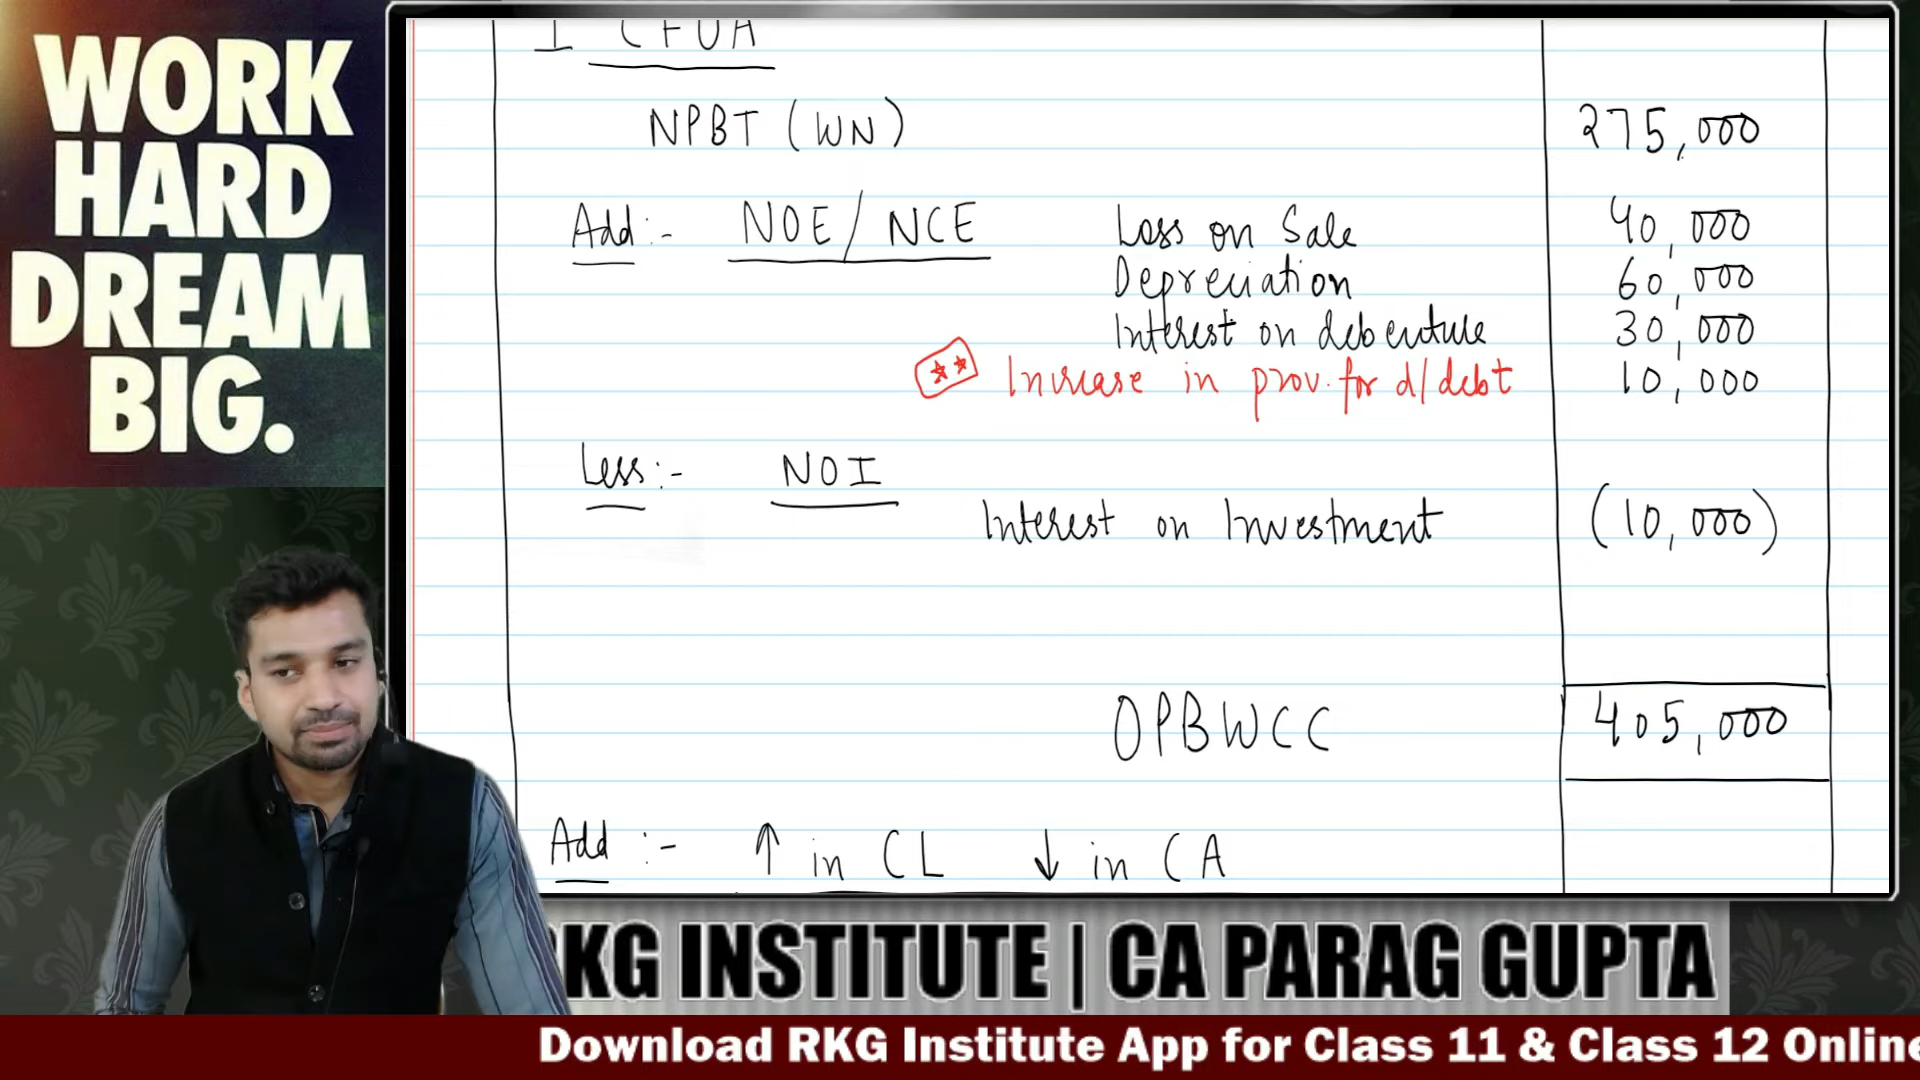 WORK
HARD
DREAM
BIG.
I CFOA
NPBT (WN) 275,000
Add:- NOE/ NCE Loss on Sale 40,000
Depreciation 60,000
Interest on debenture 30,000
** Increase in prov. for d/debt 10,000
Less:- NOI
Interest on Investment (10,000)
OPBWCC 405,000
Add :- ↑ in CL ↓ in CA
RKG INSTITUTE | CA PARAG GUPTA
Download RKG Institute App for Class 11 & Class 12 Online